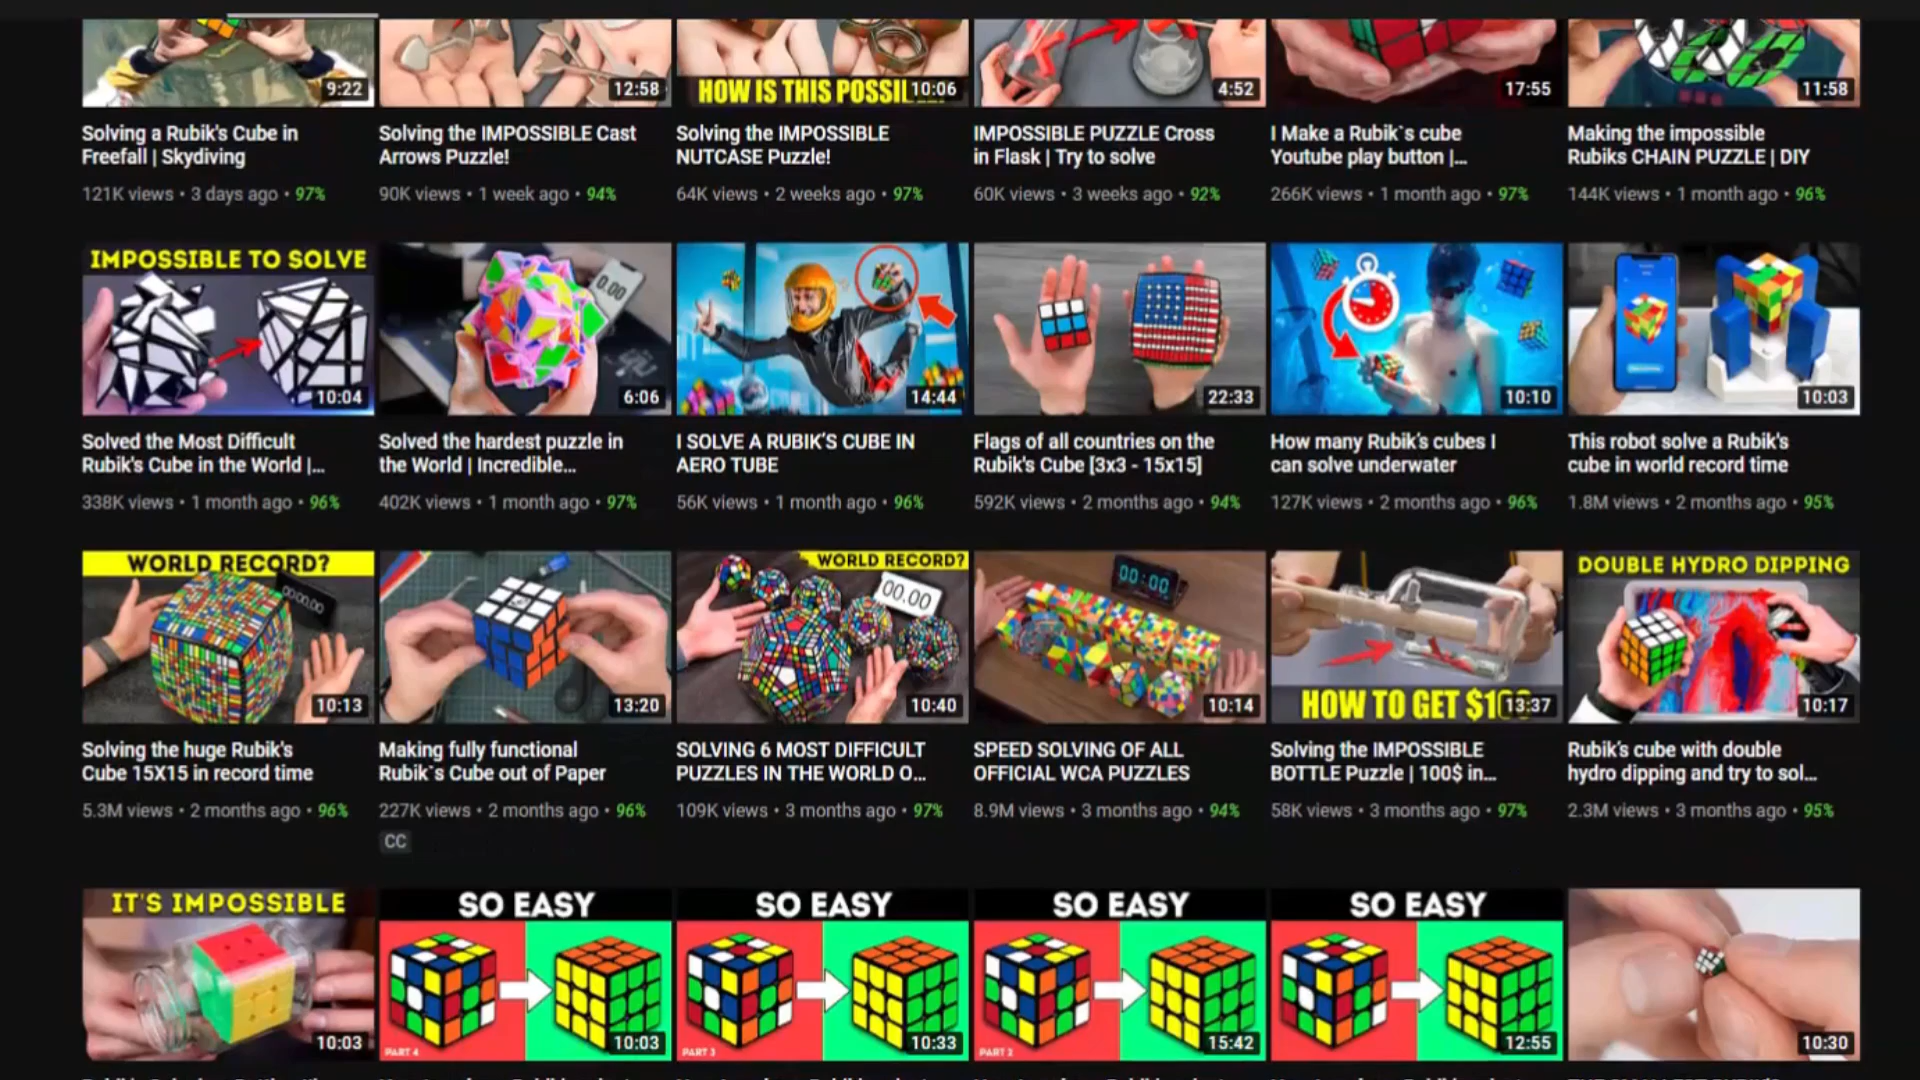 9:22
12:58
HOW IS THIS POSSI
10:06
4:52
17:55
11:58
Solving a Rubik's Cube in
Freefall | Skydiving
121K views • 3 days ago • 97%
Solving the IMPOSSIBLE Cast
Arrows Puzzle!
90K views • 1 week ago • 94%
Solving the IMPOSSIBLE
NUTCASE Puzzle!
64K views • 2 weeks ago • 97%
IMPOSSIBLE PUZZLE Cross
in Flask | Try to solve
60K views • 3 weeks ago • 92%
I Make a Rubik`s cube
Youtube play button |...
266K views • 1 month ago • 97%
Making the impossible
Rubiks CHAIN PUZZLE | DIY
144K views • 1 month ago • 96%
IMPOSSIBLE TO SOLVE
10:04
0.00
6:06
14:44
22:33
10:10
10:03
Solved the Most Difficult
Rubik's Cube in the World |...
338K views • 1 month ago • 96%
Solved the hardest puzzle in
the World | Incredible...
402K views • 1 month ago • 97%
I SOLVE A RUBIK'S CUBE IN
AERO TUBE
56K views • 1 month ago • 96%
Flags of all countries on the
Rubik's Cube [3x3 - 15x15]
592K views • 2 months ago • 94%
How many Rubik's cubes I
can solve underwater
127K views • 2 months ago • 96%
This robot solve a Rubik's
cube in world record time
1.8M views • 2 months ago • 95%
WORLD RECORD?
00:00.00
10:13
13:20
WORLD RECORD?
00.00
10:40
00:00
10:14
HOW TO GET $1
13:37
DOUBLE HYDRO DIPPING
10:17
Solving the huge Rubik's
Cube 15X15 in record time
5.3M views • 2 months ago • 96%
Making fully functional
Rubik`s Cube out of Paper
227K views • 2 months ago • 96%
CC
SOLVING 6 MOST DIFFICULT
PUZZLES IN THE WORLD O...
109K views • 3 months ago • 97%
SPEED SOLVING OF ALL
OFFICIAL WCA PUZZLES
8.9M views • 3 months ago • 94%
Solving the IMPOSSIBLE
BOTTLE Puzzle | 100$ in...
58K views • 3 months ago • 97%
Rubik's cube with double
hydro dipping and try to sol...
2.3M views • 3 months ago • 95%
IT'S IMPOSSIBLE
10:03
SO EASY
PART 4
10:03
SO EASY
PART 3
10:33
SO EASY
PART 2
15:42
SO EASY
12:55
10:30